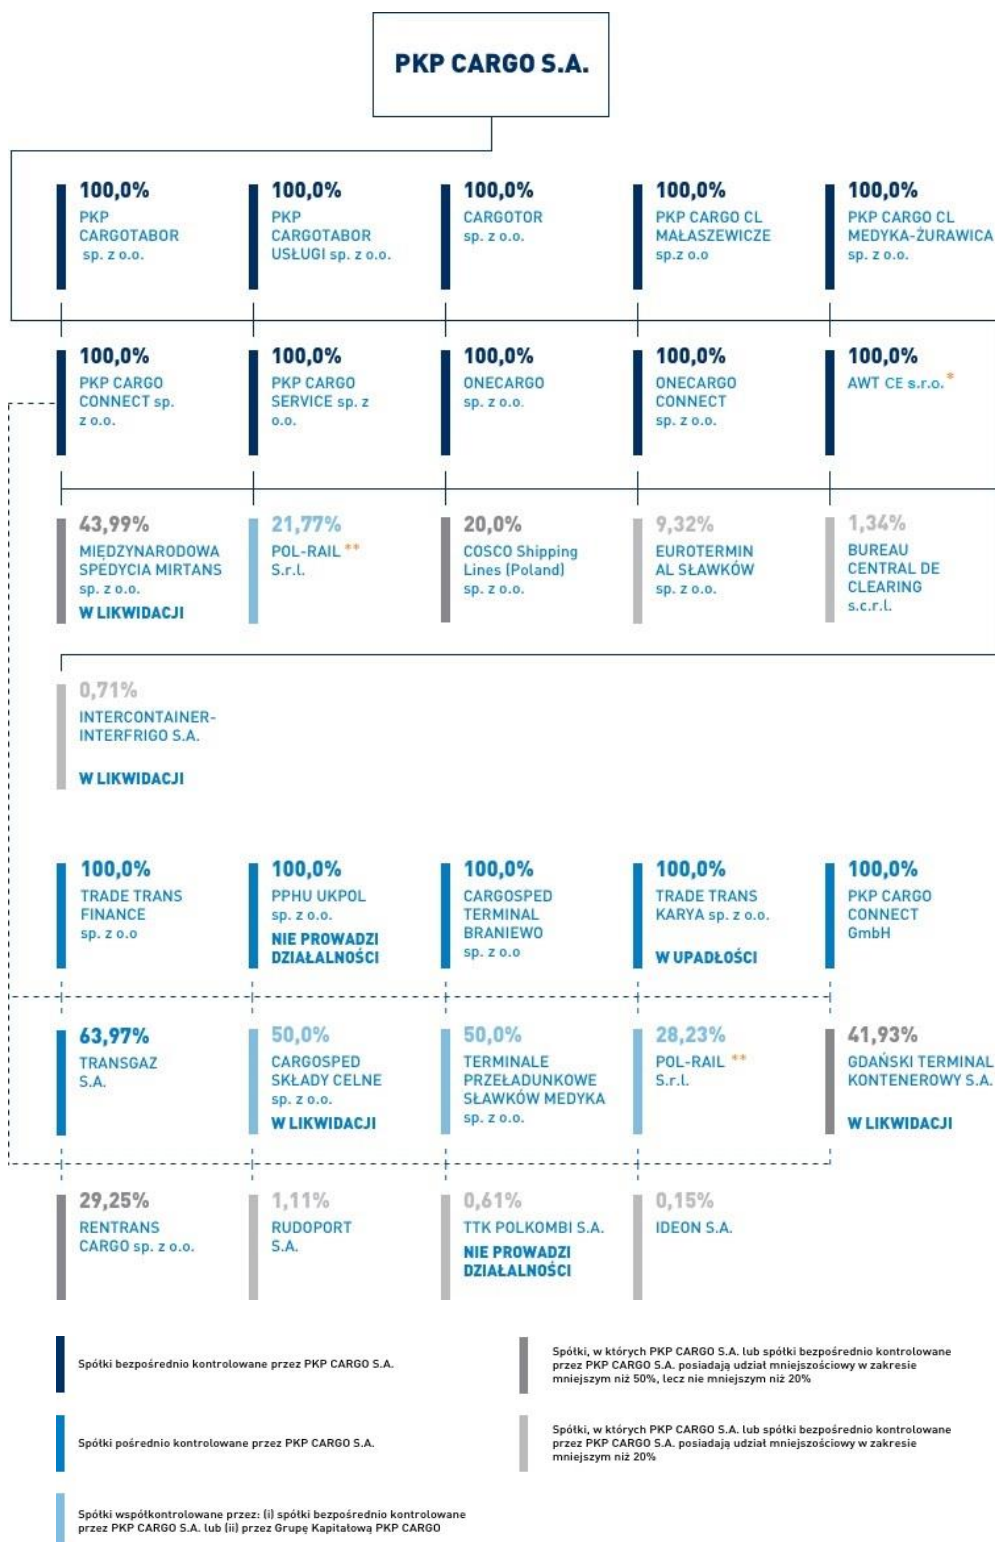 PKP CARGO S.A.
100,0%
PKP
CARGOTABOR
sp. z o.o.
100,0%
PKP
CARGOTABOR
USŁUGI sp. z o.o.
100,0%
CARGOTOR
sp. z o.o.
100,0%
PKP CARGO CL
MAŁASZEWICZE
sp.z o.o
100,0%
PKP CARGO CL
MEDYKA-ŻURAWICA
sp. z o.o.
100,0%
PKP CARGO
CONNECT sp.
z o.o.
100,0%
PKP CARGO
SERVICE sp. z
o.o.
100,0%
ONECARGO
sp. z o.o.
100,0%
ONECARGO
CONNECT
sp. z o.o.
100,0%
AWT CE s.r.o. *
43,99%
MIĘDZYNARODOWA
SPEDYCIA MIRTANS
sp. z o.o.
W LIKWIDACJI
21,77%
POL-RAIL **
S.r.l.
20,0%
COSCO Shipping
Lines (Poland)
sp. z o.o.
9,32%
EUROTERMIN
AL SŁAWKÓW
sp. z o.o.
1,34%
BUREAU
CENTRAL DE
CLEARING
s.c.r.l.
0,71%
INTERCONTAINER-
INTERFRIGO S.A.
W LIKWIDACJI
100,0%
TRADE TRANS
FINANCE
sp. z o.o
100,0%
PPHU UKPOL
sp. z o.o.
NIE PROWADZI
DZIAŁALNOŚCI
100,0%
CARGOSPED
TERMINAL
BRANIEWO
sp. z o.o
100,0%
TRADE TRANS
KARYA sp. z o.o.
W UPADŁOŚCI
100,0%
PKP CARGO
CONNECT
GmbH
63,97%
TRANSGAZ
S.A.
50,0%
CARGOSPED
SKŁADY CELNE
sp. z o.o.
W LIKWIDACJI
50,0%
TERMINALE
PRZEŁADUNKOWE
SŁAWKÓW MEDYKA
sp. z o.o.
28,23%
POL-RAIL **
S.r.l.
41,93%
GDAŃSKI TERMINAL
KONTENEROWY S.A.
W LIKWIDACJI
29,25%
RENTRANS
CARGO sp. z o.o.
1,11%
RUDOPORT
S.A.
0,61%
TTK POLKOMBI S.A.
NIE PROWADZI
DZIAŁALNOŚCI
0,15%
IDEON S.A.
Spółki bezpośrednio kontrolowane przez PKP CARGO S.A.
Spółki pośrednio kontrolowane przez PKP CARGO S.A.
Spółki współkontrolowane przez: (i) spółki bezpośrednio kontrolowane
przez PKP CARGO S.A. lub (ii) przez Grupę Kapitałową PKP CARGO
Spółki, w których PKP CARGO S.A. lub spółki bezpośrednio kontrolowane
przez PKP CARGO S.A. posiadają udział mniejszościowy w zakresie
mniejszym niż 50%, lecz nie mniejszym niż 20%
Spółki, w których PKP CARGO S.A. lub spółki bezpośrednio kontrolowane
przez PKP CARGO S.A. posiadają udział mniejszościowy w zakresie
mniejszym niż 20%